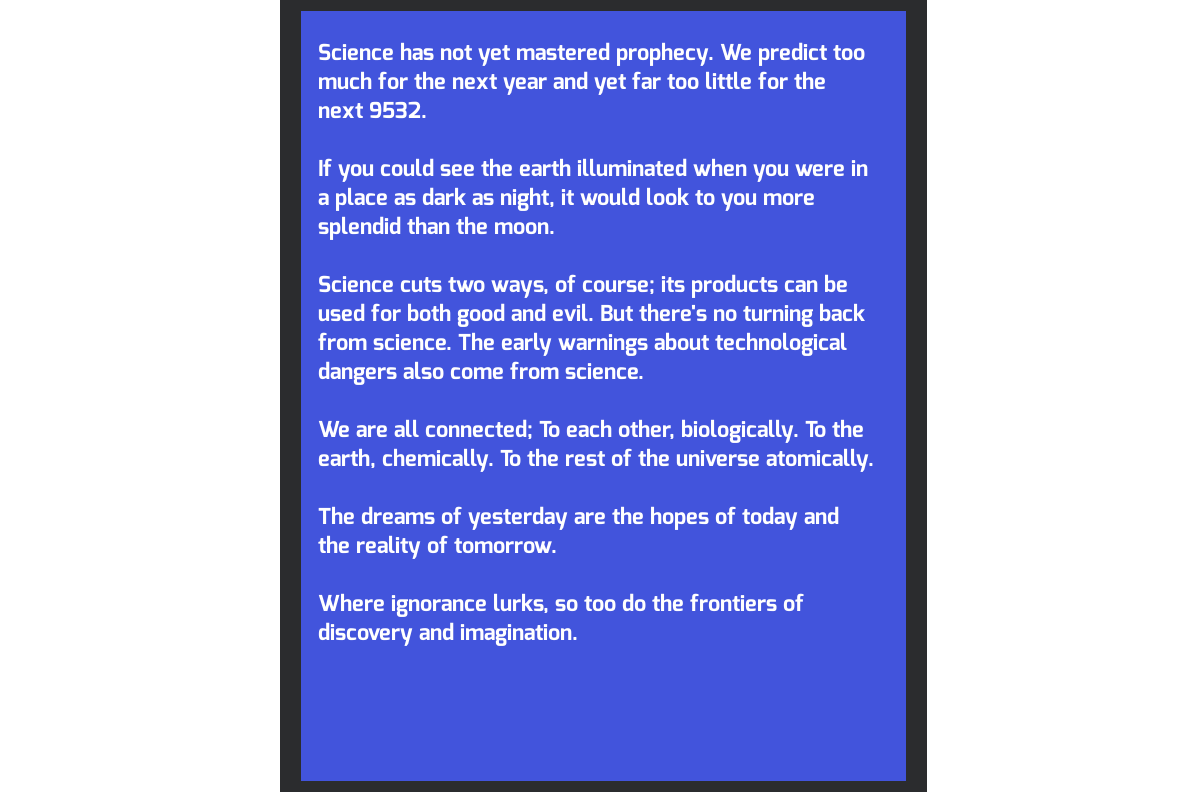 Science has not yet mastered prophecy. We predict too
much for the next year and yet far too little for the
next 9532.
If you could see the earth illuminated when you were in
a place as dark as night, it would look to you more
splendid than the moon.
Science cuts two ways, of course; its products can be
used for both good and evil. But there's no turning back
from science. The early warnings about technological
dangers also come from science.
We are all connected; To each other, biologically. To the
earth, chemically. To the rest of the universe atomically.
The dreams of yesterday are the hopes of today and
the reality of tomorrow.
Where ignorance lurks, so too do the frontiers of
discovery and imagination.